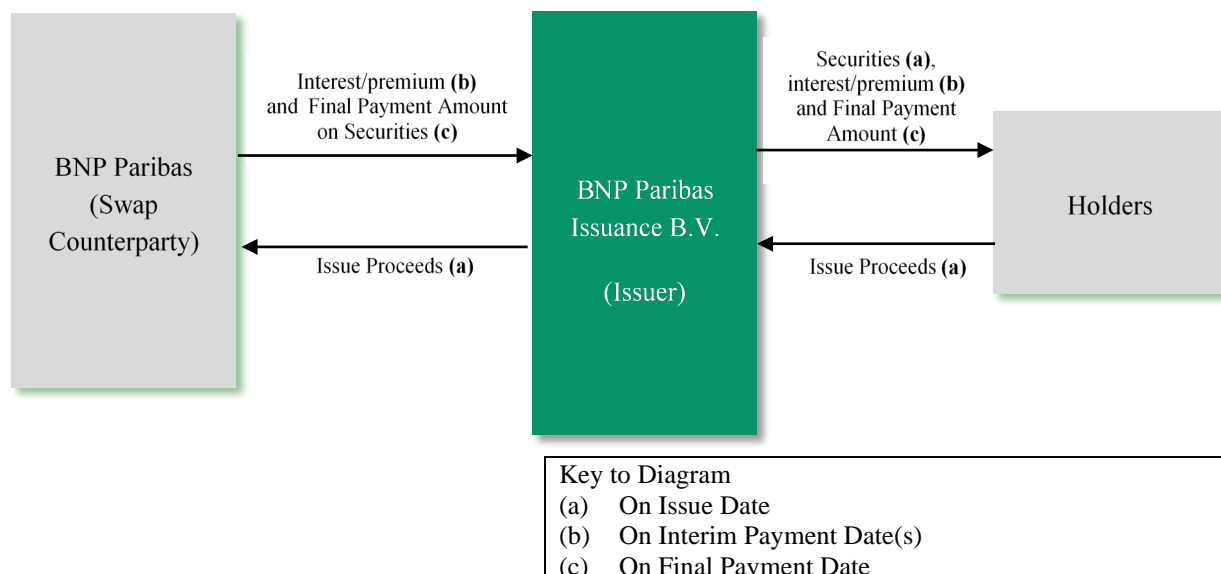 BNP Paribas
(Swap
Counterparty)
Interest/premium (b)
and Final Payment Amount
on Securities (c)
Issue Proceeds (a)
BNP Paribas
Issuance B.V.
(Issuer)
Securities (a),
interest/premium (b)
and Final Payment
Amount (c)
Issue Proceeds (a)
Holders
Key to Diagram
(a) On Issue Date
(b) On Interim Payment Date(s)
(c) On Final Payment Date